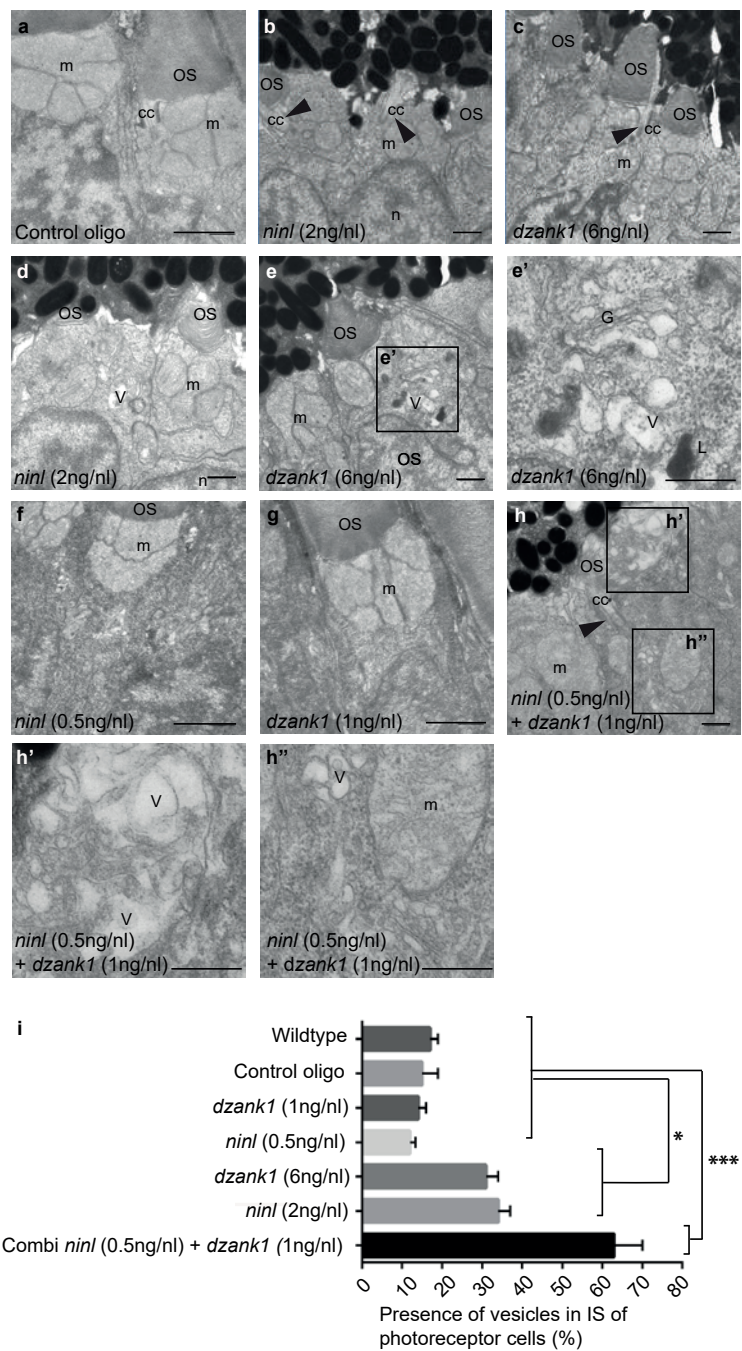 a
m
OS
cc
m
Control oligo
b
OS
cc
cc
OS
m
n
ninl (2ng/nl)
c
OS
OS
OS
cc
m
dzank1 (6ng/nl)
d
OS
OS
m
V
n
ninl (2ng/nl)
e
OS
e’
m
V
OS
dzank1 (6ng/nl)
e’
G
V
L
dzank1 (6ng/nl)
f
OS
m
ninl (0.5ng/nl)
g
OS
m
dzank1 (1ng/nl)
h
h’
OS
cc
h”
m
ninl (0.5ng/nl)
+ dzank1 (1ng/nl)
h’
V
V
ninl (0.5ng/nl)
+ dzank1 (1ng/nl)
h”
V
m
ninl (0.5ng/nl)
+ dzank1 (1ng/nl)
i
Wildtype
Control oligo
dzank1 (1ng/nl)
ninl (0.5ng/nl)
dzank1 (6ng/nl)
ninl (2ng/nl)
Combi ninl (0.5ng/nl) + dzank1 (1ng/nl)
*
***
0 10 20 30 40 50 60 70 80
Presence of vesicles in IS of
photoreceptor cells (%)